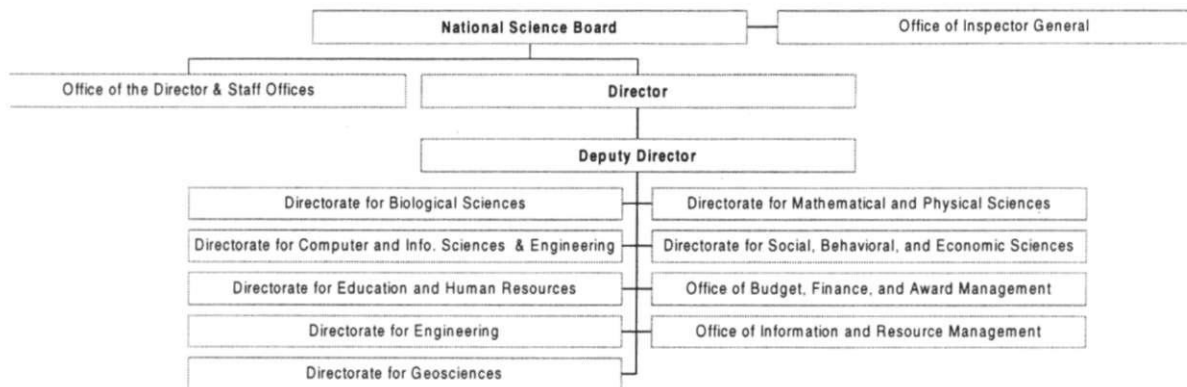 National Science Board
Office of Inspector General
Office of the Director & Staff Offices
Director
Deputy Director
Directorate for Biological Sciences
Directorate for Mathematical and Physical Sciences
Directorate for Computer and Info. Sciences & Engineering
Directorate for Social, Behavioral, and Economic Sciences
Directorate for Education and Human Resources
Office of Budget, Finance, and Award Management
Directorate for Engineering
Office of Information and Resource Management
Directorate for Geosciences